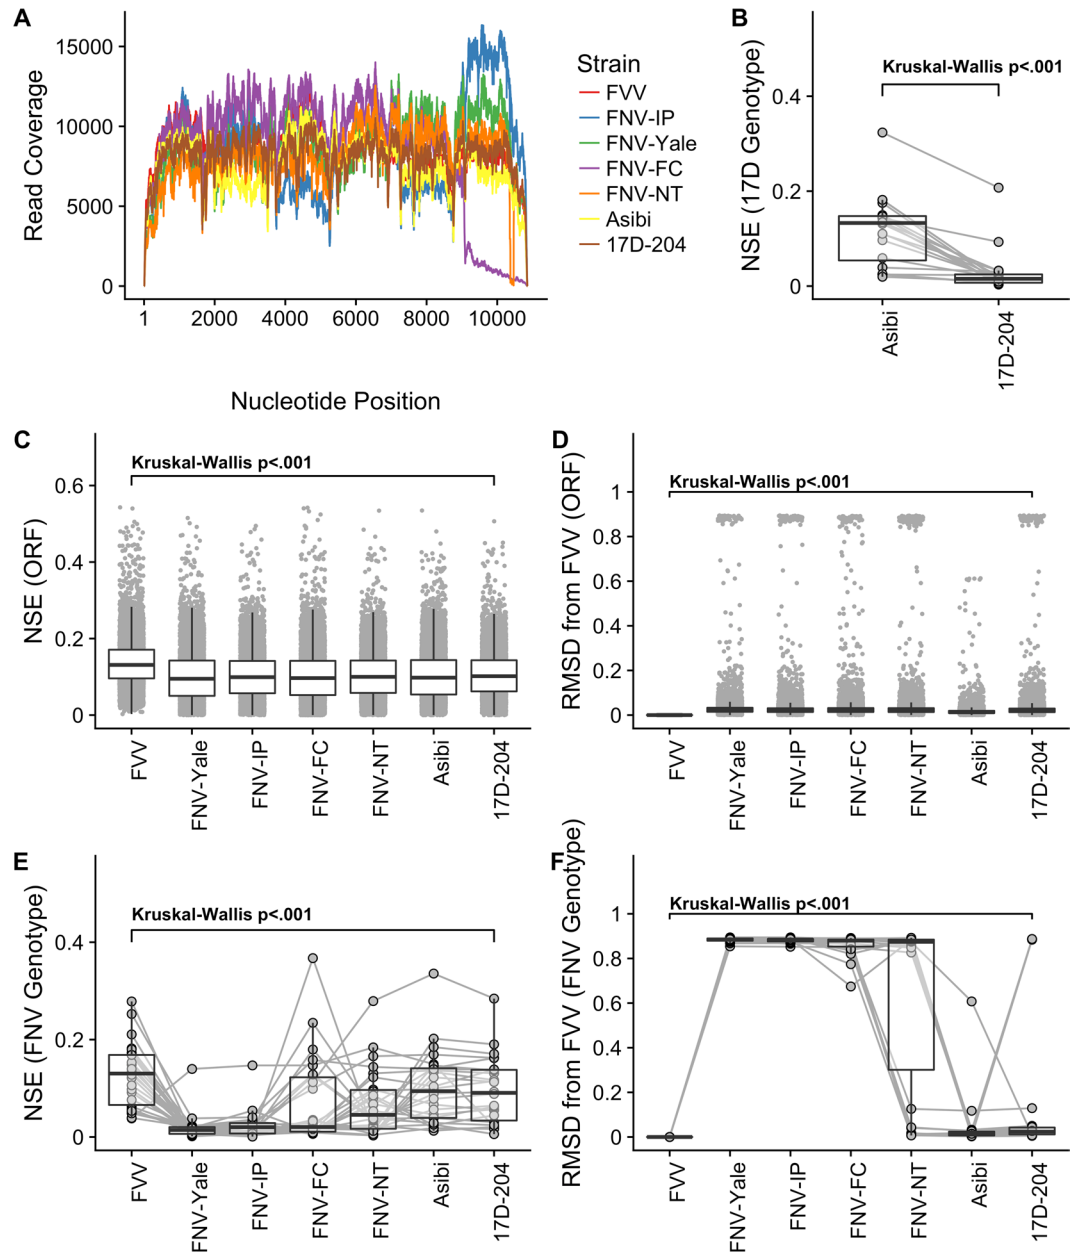 A
15000
10000
5000
0
Read Coverage
1
2000
4000
6000
8000
10000
Nucleotide Position
Strain
FVV
FNV-IP
FNV-Yale
FNV-FC
FNV-NT
Asibi
17D-204
B
Kruskal-Wallis p<.001
NSE (17D Genotype)
0.4
0.2
0
Asibi
17D-204
C
Kruskal-Wallis p<.001
NSE (ORF)
0.6
0.4
0.2
0
FVV
FNV-Yale
FNV-IP
FNV-FC
FNV-NT
Asibi
17D-204
D
Kruskal-Wallis p<.001
RMSD from FVV (ORF)
1
0.8
0.6
0.4
0.2
0
FVV
FNV-Yale
FNV-IP
FNV-FC
FNV-NT
Asibi
17D-204
E
Kruskal-Wallis p<.001
NSE (FNV Genotype)
0.4
0.2
0
FVV
FNV-Yale
FNV-IP
FNV-FC
FNV-NT
Asibi
17D-204
F
Kruskal-Wallis p<.001
RMSD from FVV (FNV Genotype)
1
0.8
0.6
0.4
0.2
0
FVV
FNV-Yale
FNV-IP
FNV-FC
FNV-NT
Asibi
17D-204